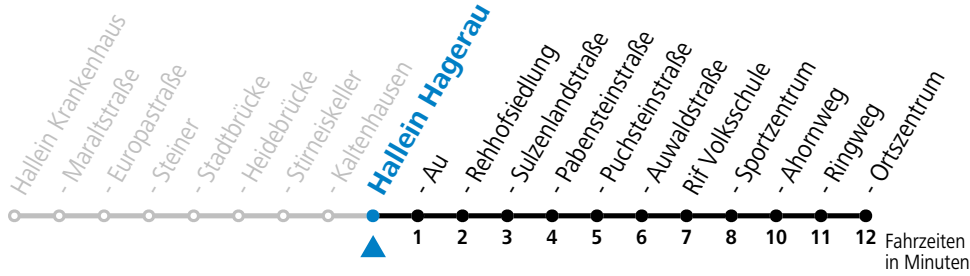 Hallein Krankenhaus
- Maraltstraße
- Europastraße
- Steiner
- Stadtbrücke
- Heidebrücke
- Stirneiskeller
- Kaltenhausen
Hallein Hagerau
- Au
- Rehhofsiedlung
- Sulzenlandstraße
- Pabensteinstraße
- Puchsteinstraße
- Auwaldstraße
Rif Volksschule
- Sportzentrum
- Ahornweg
- Ringweg
- Ortszentrum
1 2 3 4 5 6 7 8 10 11 12 Fahrzeiten
in Minuten